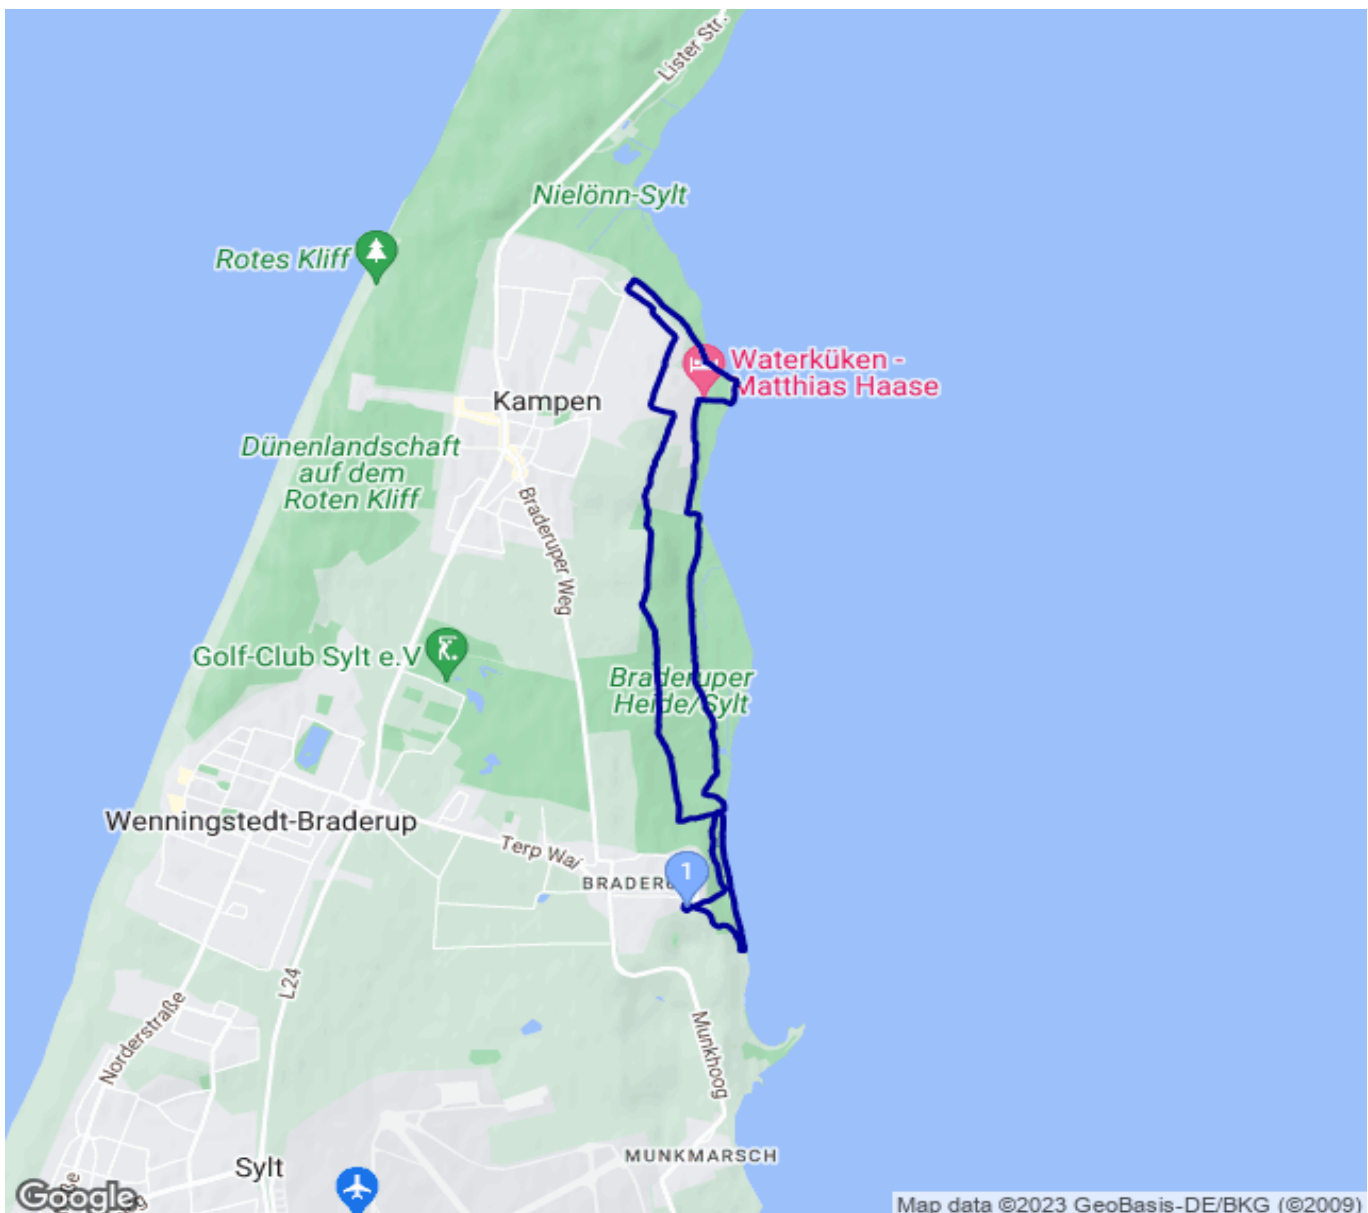 Lister Str.
Nielönn-Sylt
Rotes Kliff
Waterküken -
Matthias Haase
Kampen
Dünenlandschaft
auf dem
Roten Kliff
Braderuper Weg
Golf-Club Sylt e.V
Braderuper
Heide/Sylt
Wenningstedt-Braderup
Terp Wai
1
L24
Norderstraße
Munkhoog
MUNKMARSCH
Sylt
Google
Map data ©2023 GeoBasis-DE/BKG (©2009)